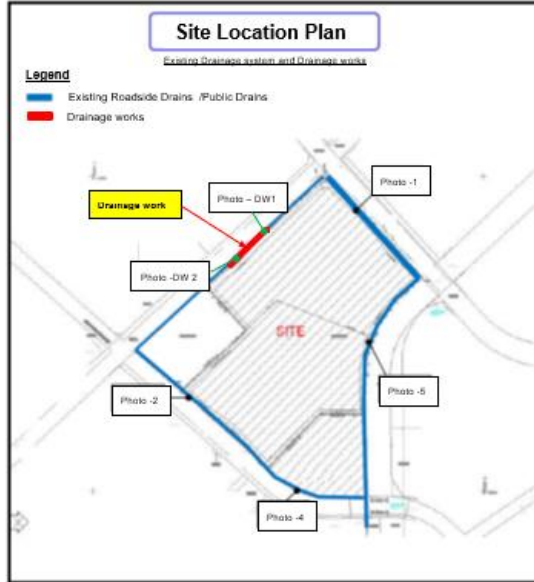 Site Location Plan
Existing Drainage system and Drainage works
Legend
Existing Roadside Drains /Public Drains
Drainage works
Photo -1
Photo – DW1
Drainage work
Photo -DW 2
SITE
Photo -5
Photo -2
Photo -4